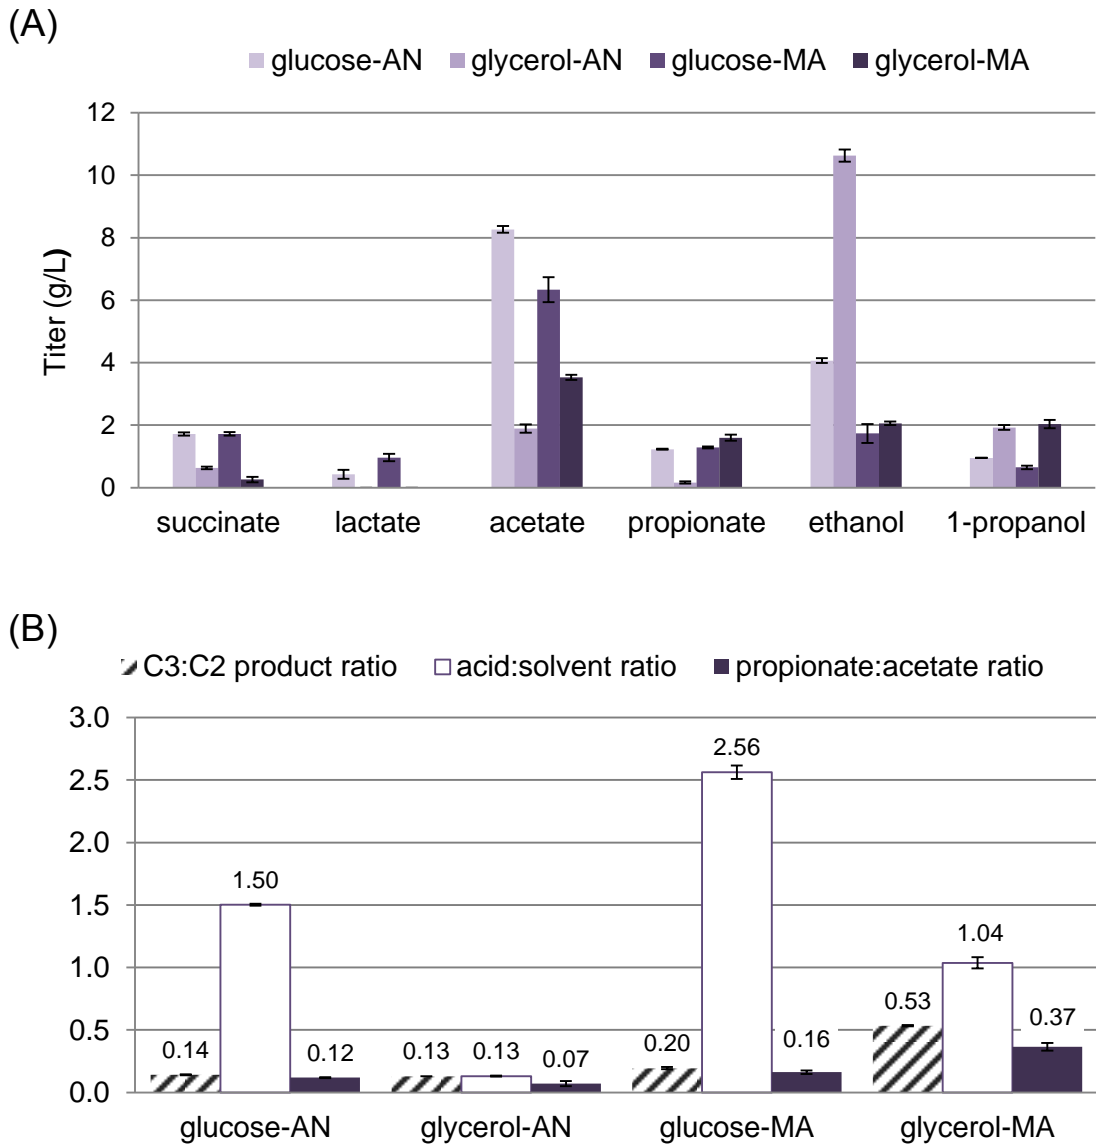 (A)
glucose-AN glycerol-AN glucose-MA glycerol-MA
12
10
8
6
4
2
0
Titer (g/L)
succinate lactate acetate propionate ethanol 1-propanol
(B)
C3:C2 product ratio acid:solvent ratio propionate:acetate ratio
3.0
2.5
2.0
1.5
1.0
0.5
0.0
0.14 1.50 0.12 0.13 0.13 0.07 0.20 2.56 0.16 0.53 1.04 0.37
glucose-AN glycerol-AN glucose-MA glycerol-MA